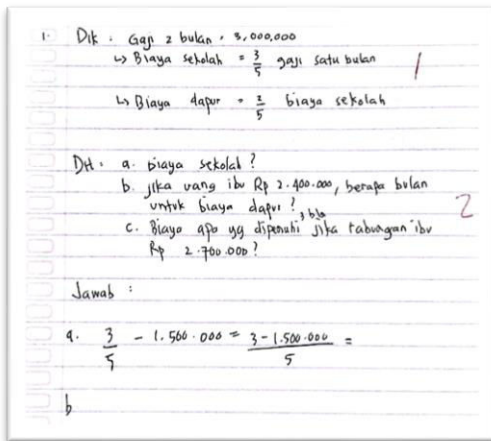 1. Dik : Gaji 2 bulan = 3,000,000
↳ Biaya sekolah = 3/5 gaji satu bulan 1
↳ Biaya dapur = 2/5 biaya sekolah
Dit : a. biaya sekolah?
b. jika uang ibu Rp 2.400.000, berapa bulan
untuk biaya dapur? 2
c. Biaya apa yg dipenuhi 3 bln jika tabungan ibu
Rp 2.700.000?
Jawab :
a. 3/5 - 1.500.000 = 3 - 1.500.000/5 =
b